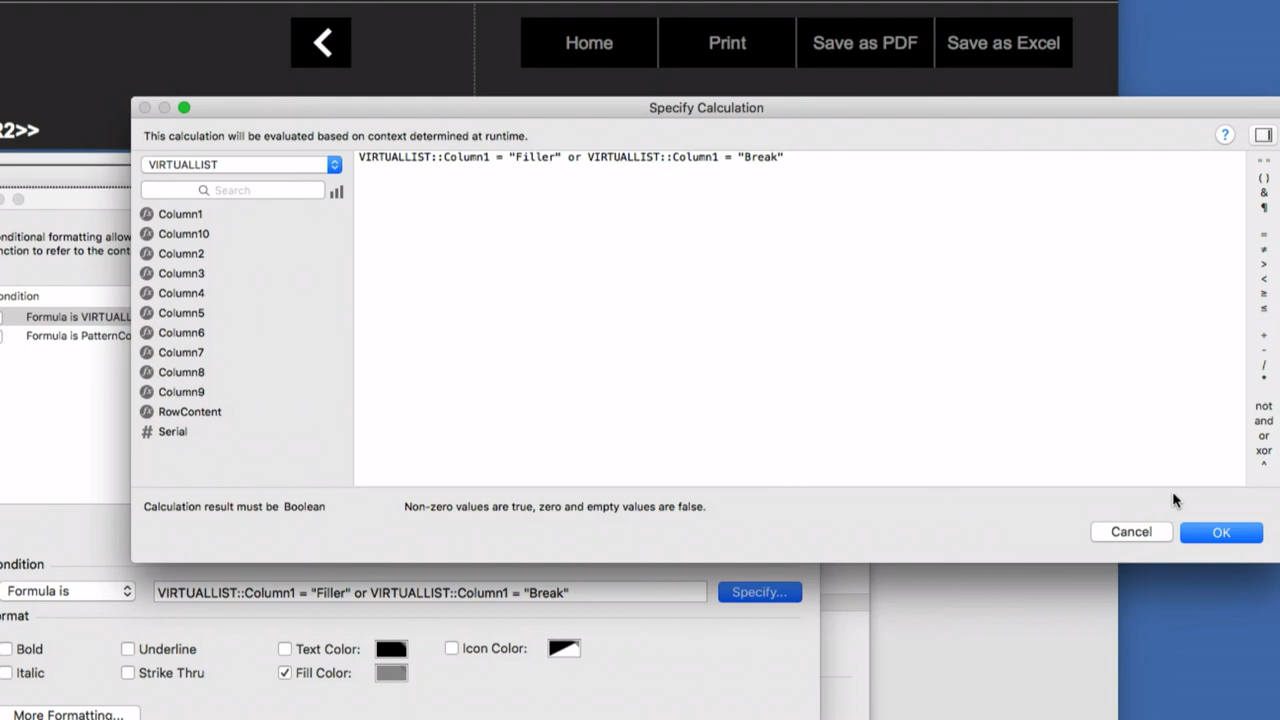 Home
Print
Save as PDF
Save as Excel
R2>>
Specify Calculation
This calculation will be evaluated based on context determined at runtime.
?
VIRTUALLIST
VIRTUALLIST::Column1 = "Filler" or VIRTUALLIST::Column1 = "Break"
Search
Column1
Column10
Column2
Column3
Column4
Column5
Column6
Column7
Column8
Column9
RowContent
# Serial
" "
( )
&
¶
=
≠
>
<
≥
≤
+
-
/
*
not
and
or
xor
^
nditional formatting allow
nction to refer to the cont
ondition
Formula is VIRTUALL
Formula is PatternCo
Calculation result must be Boolean
Non-zero values are true, zero and empty values are false.
Cancel
OK
ondition
Formula is
VIRTUALLIST::Column1 = "Filler" or VIRTUALLIST::Column1 = "Break"
Specify...
ormat
Bold
Underline
Text Color:
Icon Color:
Italic
Strike Thru
Fill Color:
More Formatting...